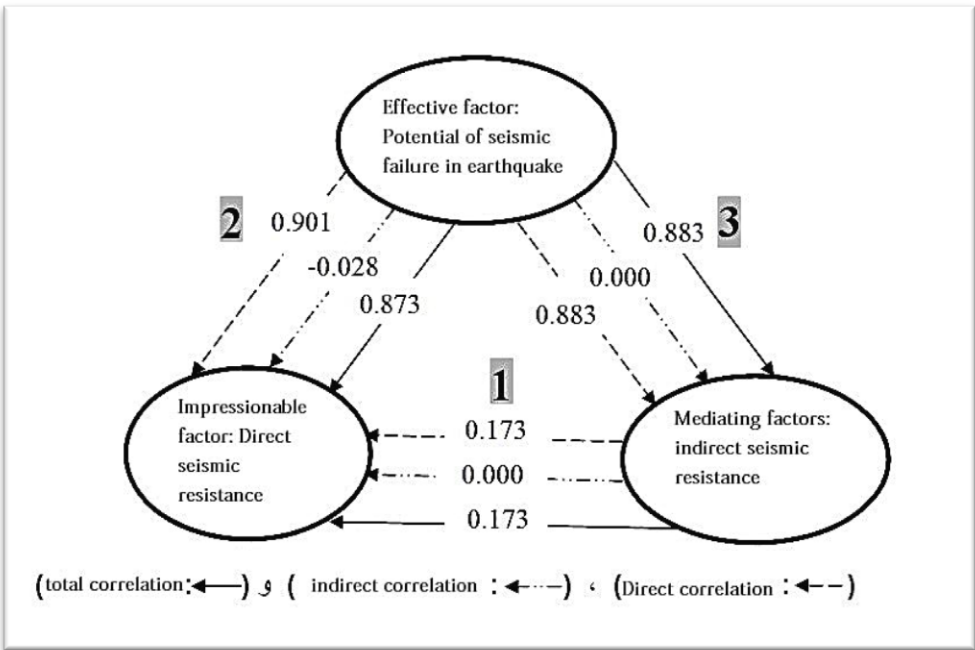 Effective factor:
Potential of seismic
failure in earthquake
2
0.901
-0.028
0.873
0.883
0.000
0.883
3
1
0.173
0.000
0.173
Impressionable
factor: Direct
seismic
resistance
Mediating factors:
indirect seismic
resistance
(total correlation:) و ( indirect correlation :) ، (Direct correlation :)